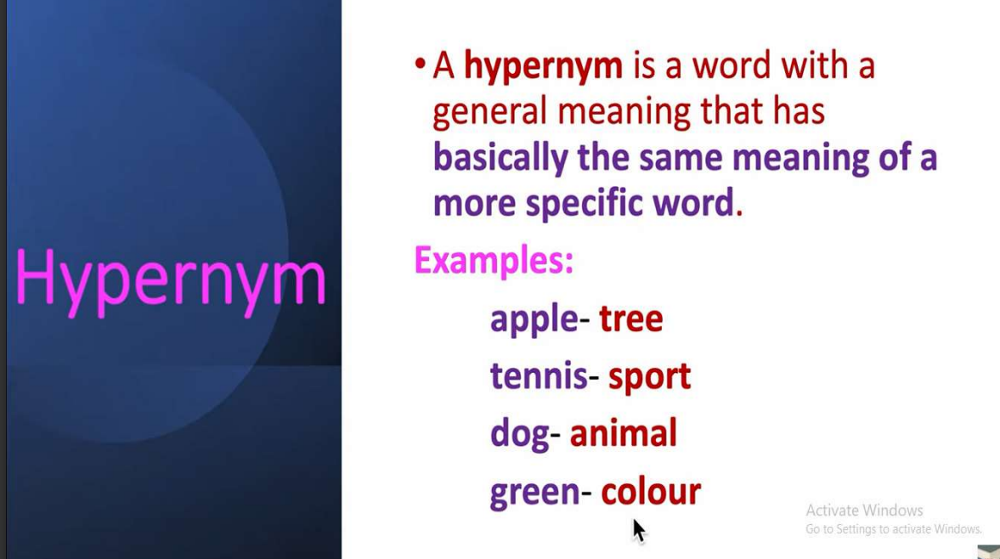 Hypernym
• A hypernym is a word with a
general meaning that has
basically the same meaning of a
more specific word.
Examples:
apple- tree
tennis- sport
dog- animal
green- colour
Activate Windows
Go to Settings to activate Windows.